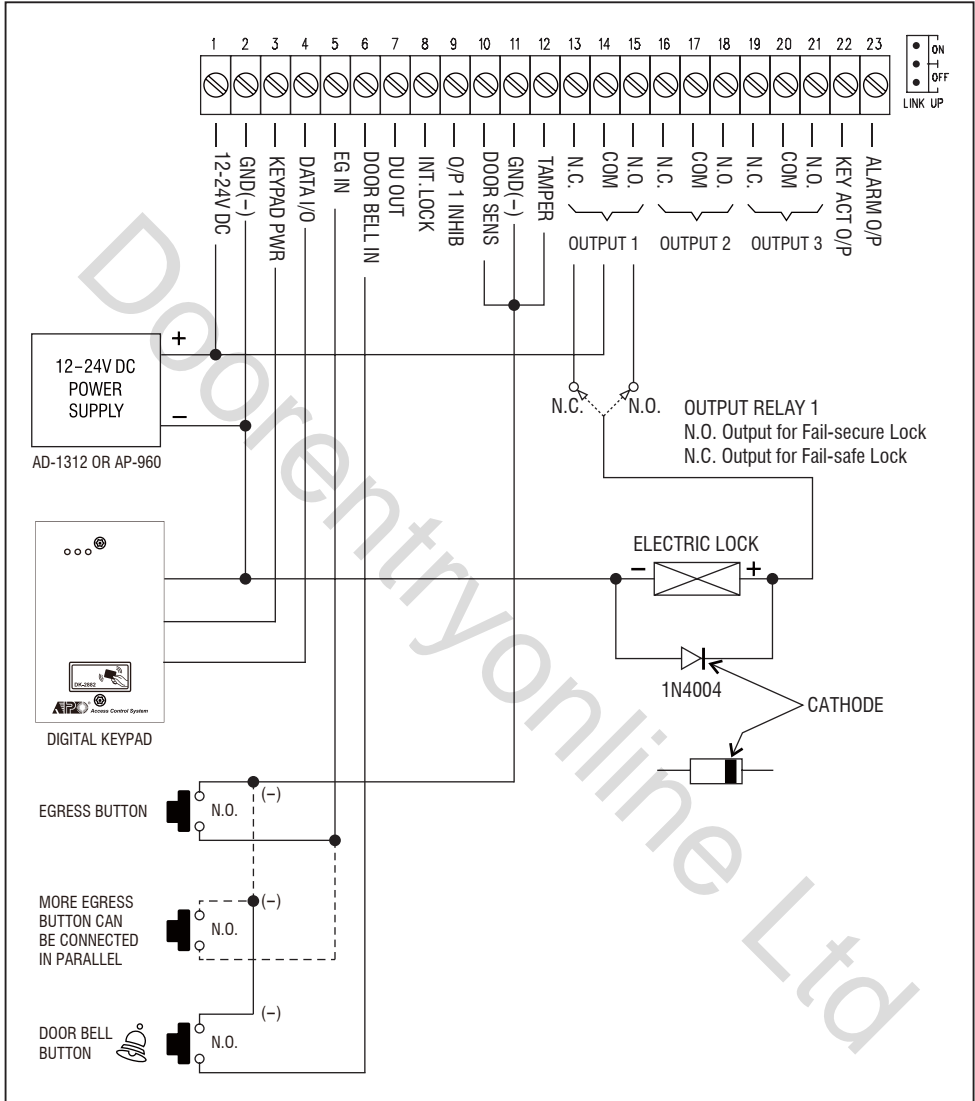 1 2 3 4 5 6 7 8 9 10 11 12 13 14 15 16 17 18 19 20 21 22 23
ON
OFF
LINK UP
12-24V DC
GND(−)
KEYPAD PWR
DATA I/O
EG IN
DOOR BELL IN
DU OUT
INT. LOCK
O/P 1 INHIB
DOOR SENS
GND(−)
TAMPER
N.C.
COM
N.O.
N.C.
COM
N.O.
N.C.
COM
N.O.
KEY ACT O/P
ALARM O/P
OUTPUT 1 OUTPUT 2 OUTPUT 3
12–24V DC
POWER
SUPPLY
+
−
AD-1312 OR AP-960
N.C. N.O.
OUTPUT RELAY 1
N.O. Output for Fail-secure Lock
N.C. Output for Fail-safe Lock
ELECTRIC LOCK
− +
1N4004
CATHODE
DK-2882
APO
Access Control System
DIGITAL KEYPAD
EGRESS BUTTON
N.O.
(−)
MORE EGRESS
BUTTON CAN
BE CONNECTED
IN PARALLEL
N.O.
(−)
DOOR BELL
BUTTON
N.O.
(−)
Doorentryonline Ltd